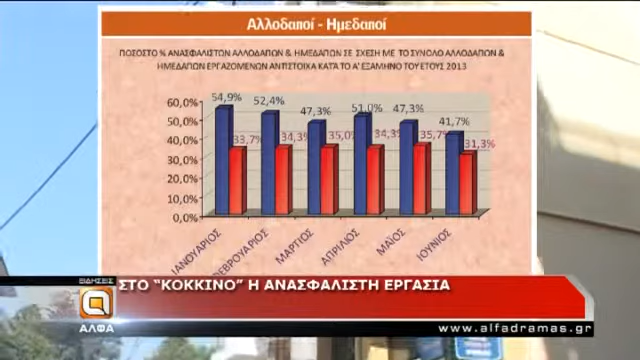 Αλλοδαποί - Ημεδαποί
ΠΟΣΟΣΤΟ % ΑΝΑΣΦΑΛΙΣΤΩΝ ΑΛΛΟΔΑΠΩΝ & ΗΜΕΔΑΠΩΝ ΣΕ ΣΧΕΣΗ ΜΕ ΤΟ ΣΥΝΟΛΟ ΑΛΛΟΔΑΠΩΝ &
ΗΜΕΔΑΠΩΝ ΕΡΓΑΖΟΜΕΝΩΝ ΑΝΤΙΣΤΟΙΧΑ ΚΑΤΆ ΤΟ Α' ΕΞΑΜΗΝΟ ΤΟΥ ΕΤΟΥΣ 2013
54,9% 52,4% 47,3% 51,0% 47,3% 41,7%
33,7% 34,3% 35,0% 34,3% 35,7% 31,3%
60,0%
50,0%
40,0%
30,0%
20,0%
10,0%
0,0%
ΙΑΝΟΥΑΡΙΟΣ ΦΕΒΡΟΥΑΡΙΟΣ ΜΑΡΤΙΟΣ ΑΠΡΙΛΙΟΣ ΜΑΪΟΣ ΙΟΥΝΙΟΣ
ΕΙΔΗΣΕΙΣ
ΣΤΟ "ΚΟΚΚΙΝΟ" Η ΑΝΑΣΦΑΛΙΣΤΗ ΕΡΓΑΣΙΑ
ΑΛΦΑ
www.alfadramas.gr